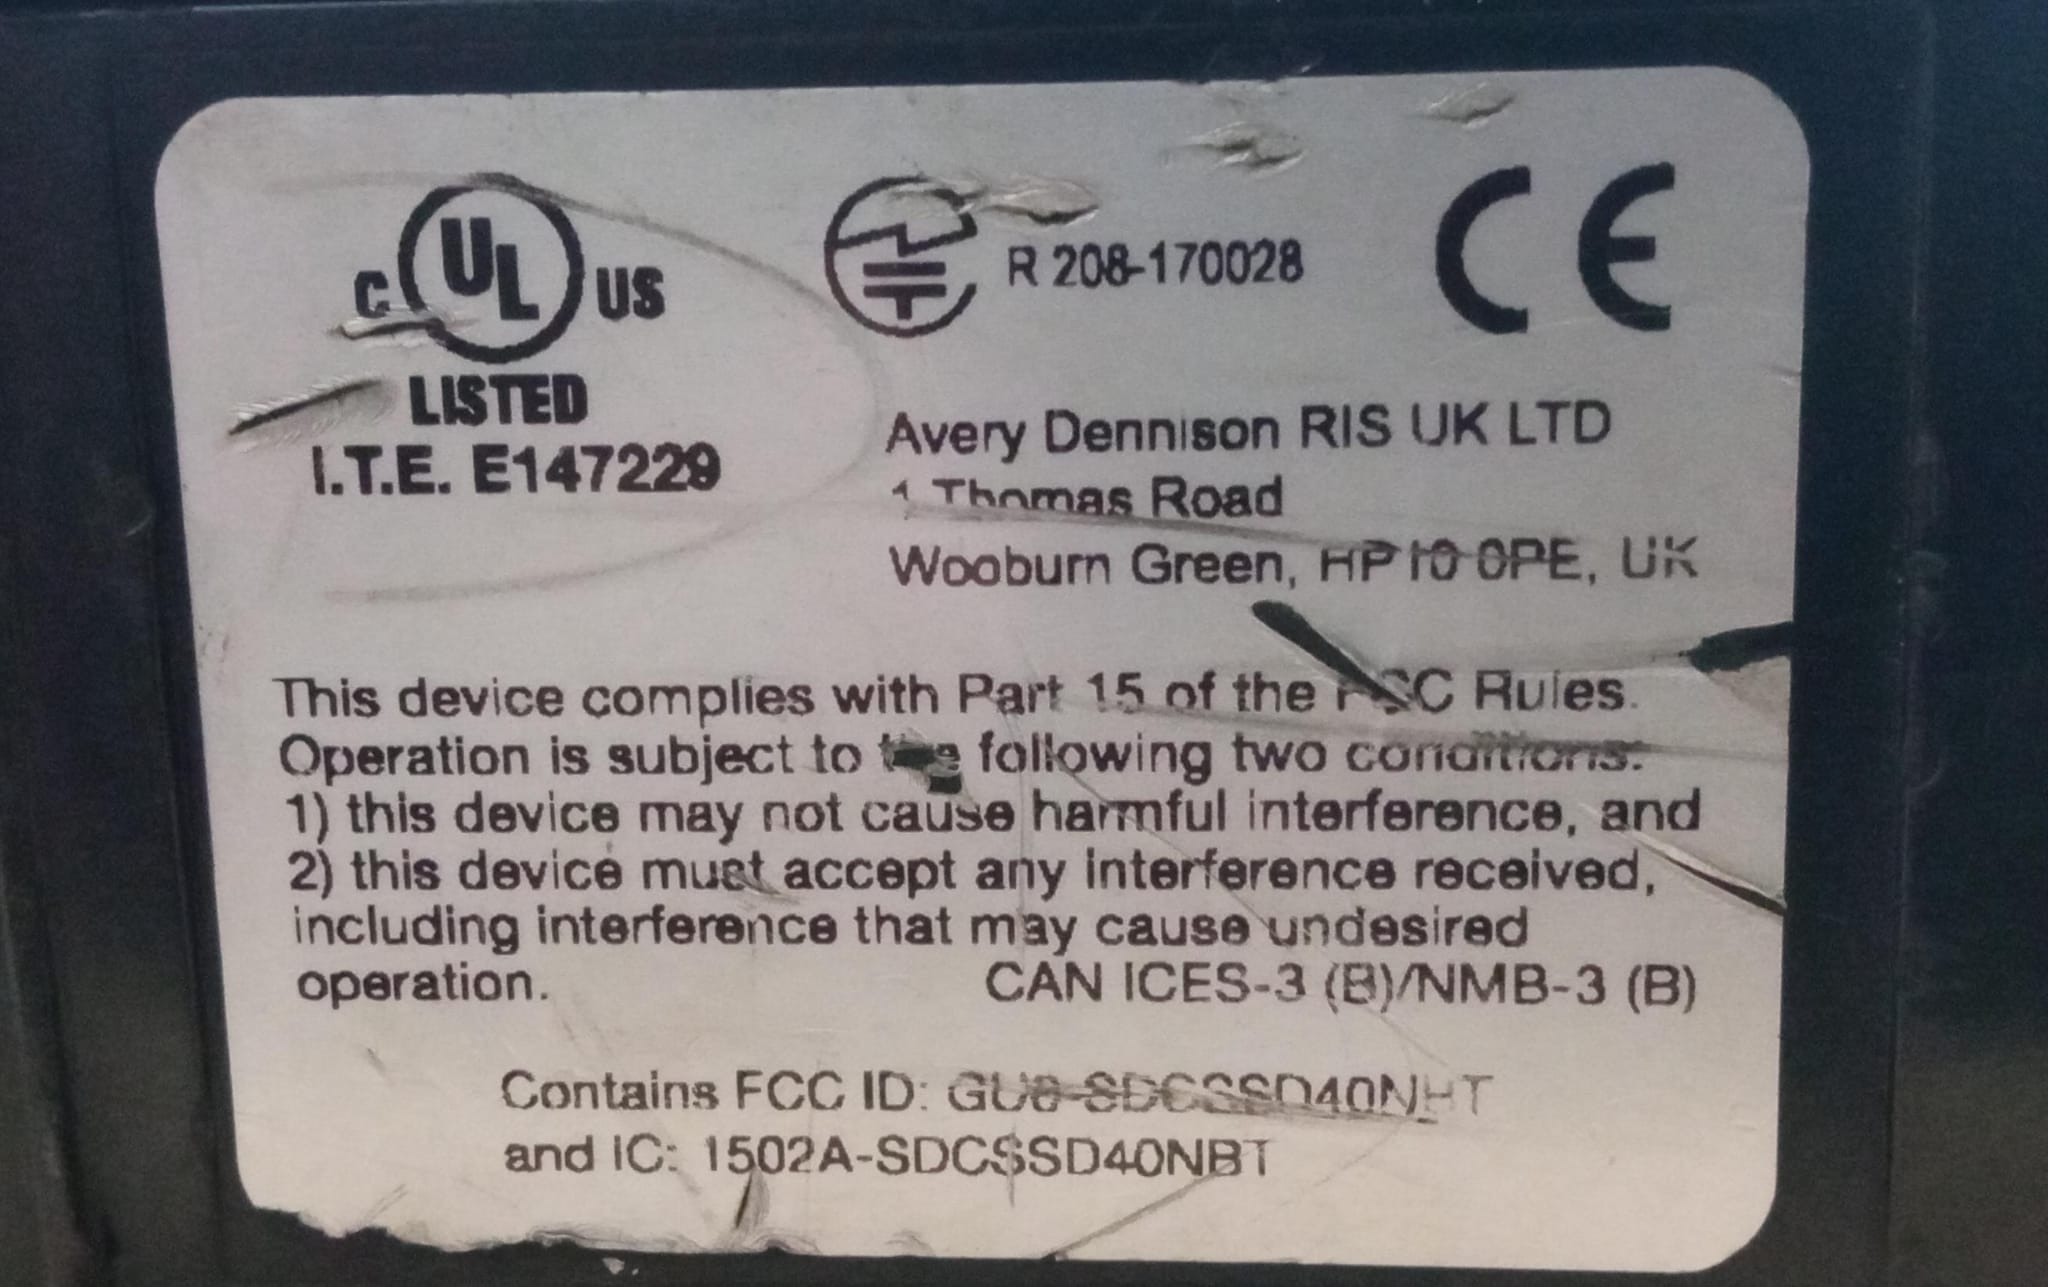 C UL US
LISTED
I.T.E. E147229
R 208-170028
CE
Avery Dennison RIS UK LTD
1 Thomas Road
Wooburn Green, HP10 0PE, UK
This device complies with Part 15 of the FCC Rules.
Operation is subject to the following two conditions:
1) this device may not cause harmful interference, and
2) this device must accept any interference received,
including interference that may cause undesired
operation.
CAN ICES-3 (B)/NMB-3 (B)
Contains FCC ID:
and IC: 1502A-SDCSSD40NBT